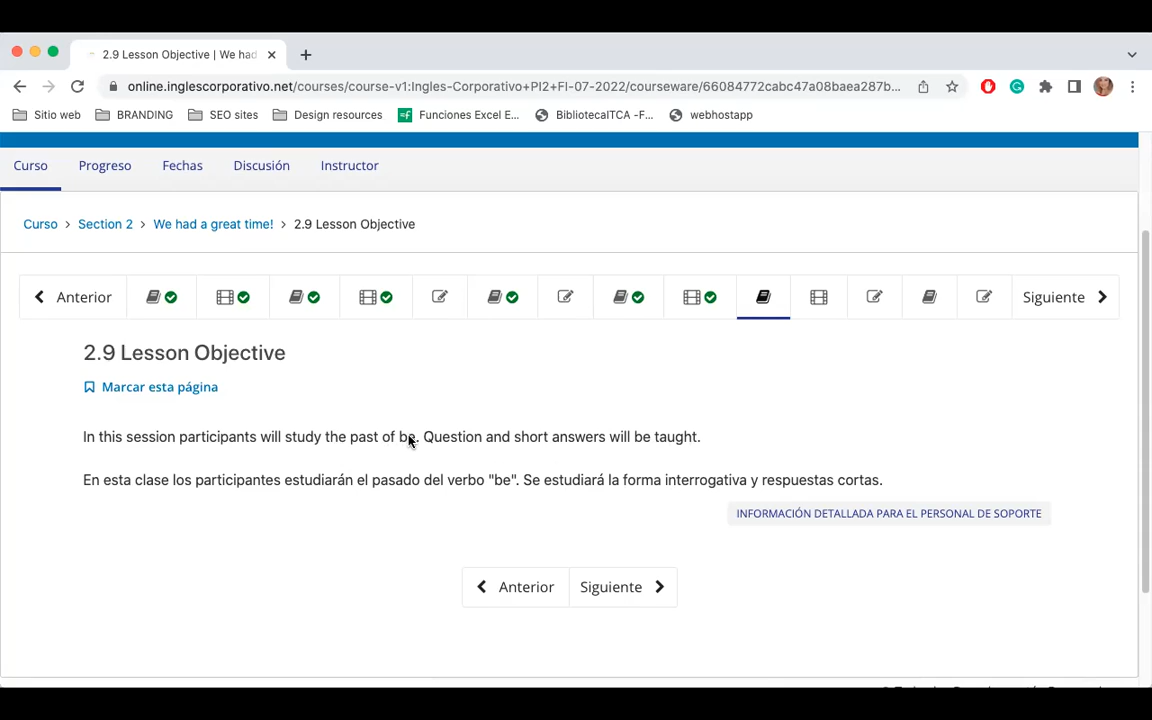 2.9 Lesson Objective | We had
online.inglescorporativo.net/courses/course-v1:Ingles-Corporativo+PI2+FI-07-2022/courseware/66084772cabc47a08baea287b...
Sitio web BRANDING SEO sites Design resources Funciones Excel E... BibliotecaITCA -F... webhostapp
Curso Progreso Fechas Discusión Instructor
Curso > Section 2 > We had a great time! > 2.9 Lesson Objective
Anterior Siguiente
2.9 Lesson Objective
Marcar esta página
In this session participants will study the past of be. Question and short answers will be taught.
En esta clase los participantes estudiarán el pasado del verbo "be". Se estudiará la forma interrogativa y respuestas cortas.
INFORMACIÓN DETALLADA PARA EL PERSONAL DE SOPORTE
Anterior Siguiente